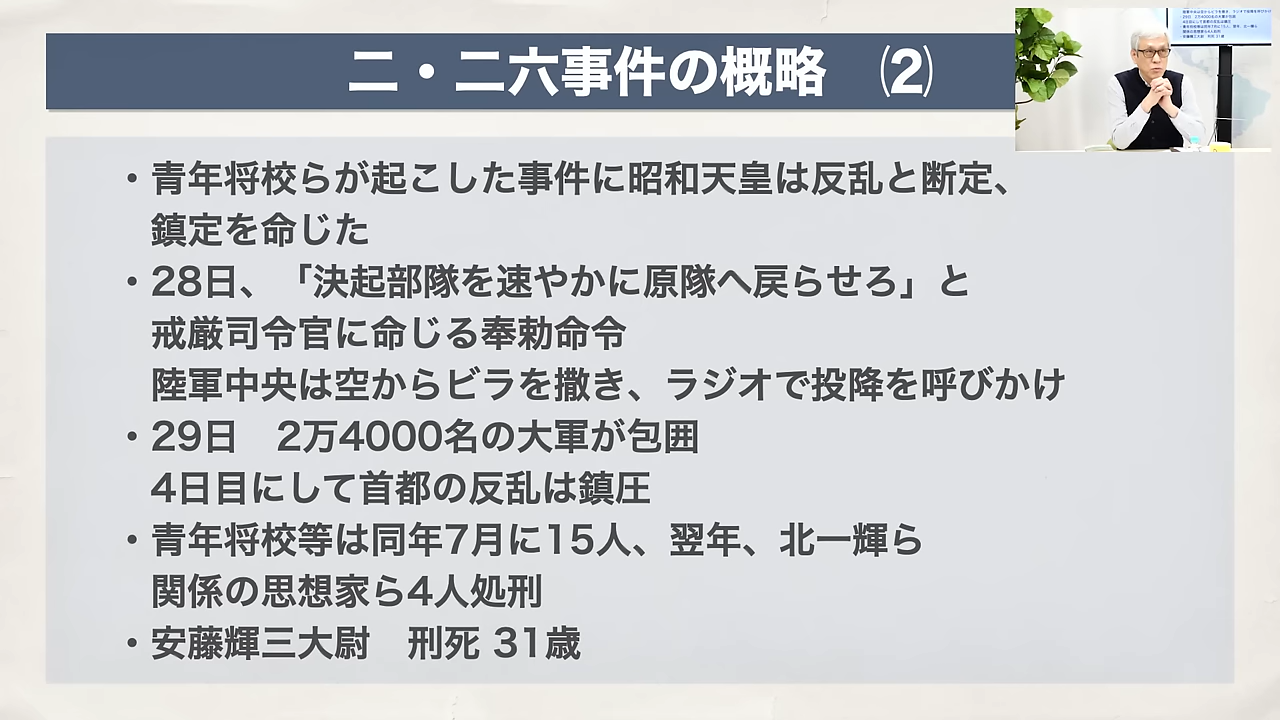 二・二六事件の概略 (2)
・青年将校らが起こした事件に昭和天皇は反乱と断定、
鎮定を命じた
・28日、「決起部隊を速やかに原隊へ戻らせろ」と
戒厳司令官に命じる奉勅命令
陸軍中央は空からビラを撒き、ラジオで投降を呼びかけ
・29日 2万4000名の大軍が包囲
4日目にして首都の反乱は鎮圧
・青年将校等は同年7月に15人、翌年、北一輝ら
関係の思想家ら4人処刑
・安藤輝三大尉 刑死 31歳